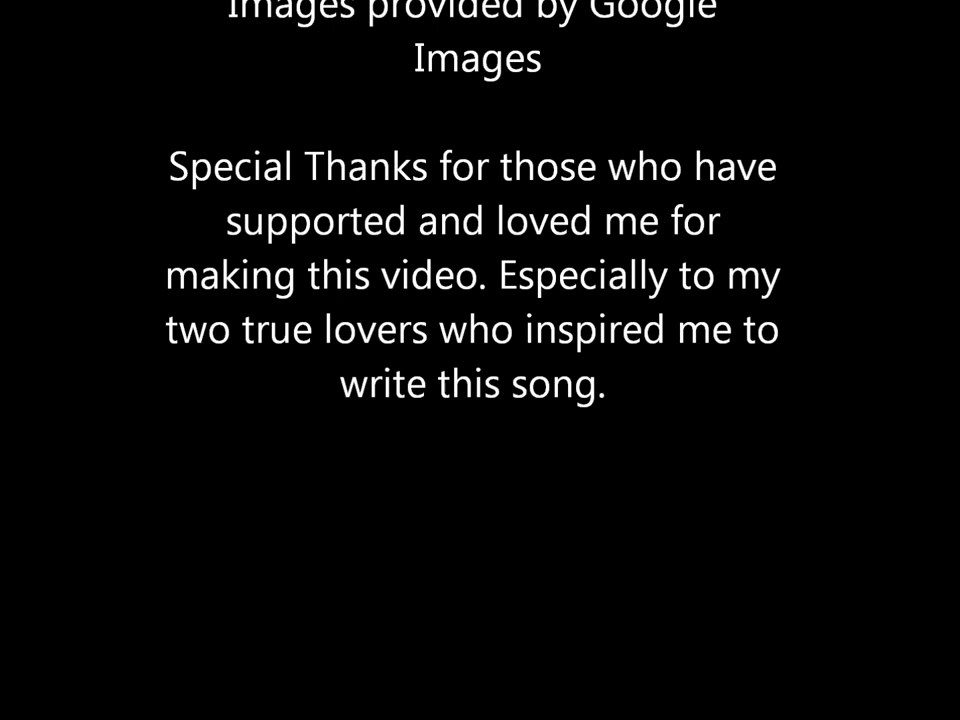 Images provided by Google
Images
Special Thanks for those who have
supported and loved me for
making this video. Especially to my
two true lovers who inspired me to
write this song.